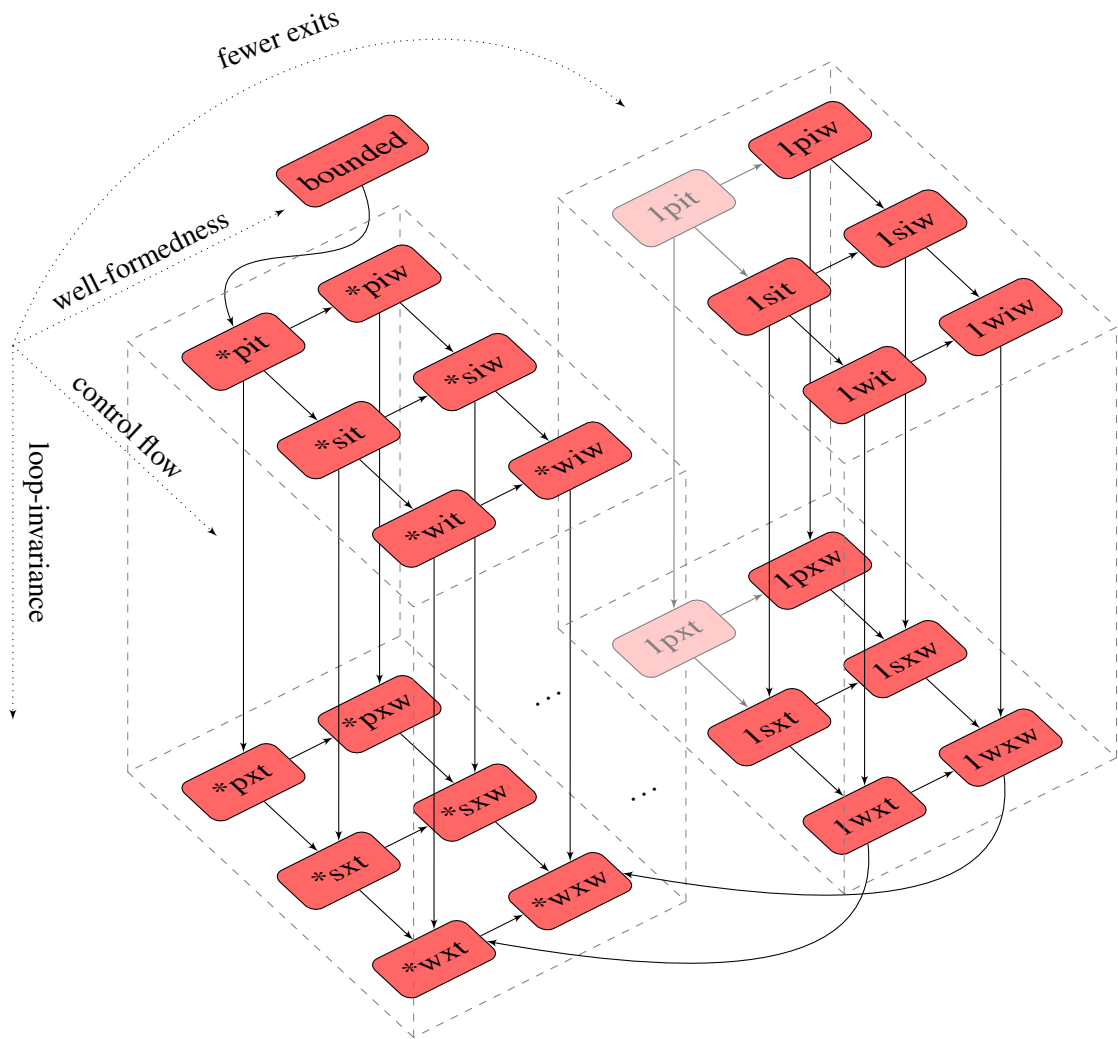 fewer exits
well-formedness
control flow
loop-invariance
bounded
*piw
*pit
*siw
*sit
*wiw
*wit
*pxw
*pxt
*sxw
*sxt
*wxw
*wxt
...
...
1piw
1pit
1siw
1sit
1wiw
1wit
1pxw
1pxt
1sxw
1sxt
1wxw
1wxt